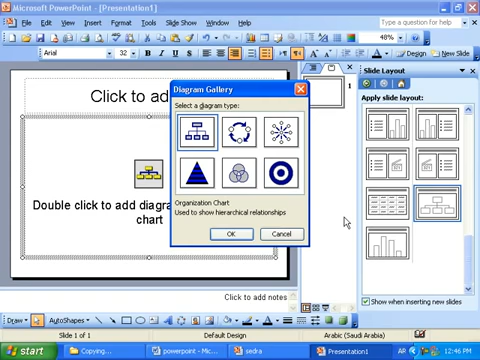 Microsoft PowerPoint - [Presentation1]
File Edit View Insert Format Tools Slide Show Window Help
Type a question for help
48%
Arial 32 B I U S Design New Slide
Click to ad
Double click to add diagram
chart
Click to add notes
1
Diagram Gallery
Select a diagram type:
Organization Chart
Used to show hierarchical relationships
OK Cancel
Slide Layout
Apply slide layout:
Show when inserting new slides
Draw AutoShapes
Slide 1 of 1 Default Design Arabic (Saudi Arabia)
start Copying... powerpoint - Mic... sedra Presentation1 AR 12:46 PM